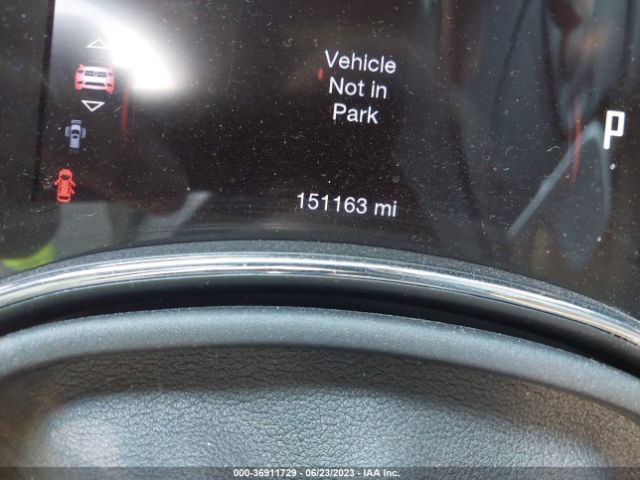 Vehicle
Not in
Park
P
151163 mi
000-36911729 - 06/23/2023 - IAA Inc.